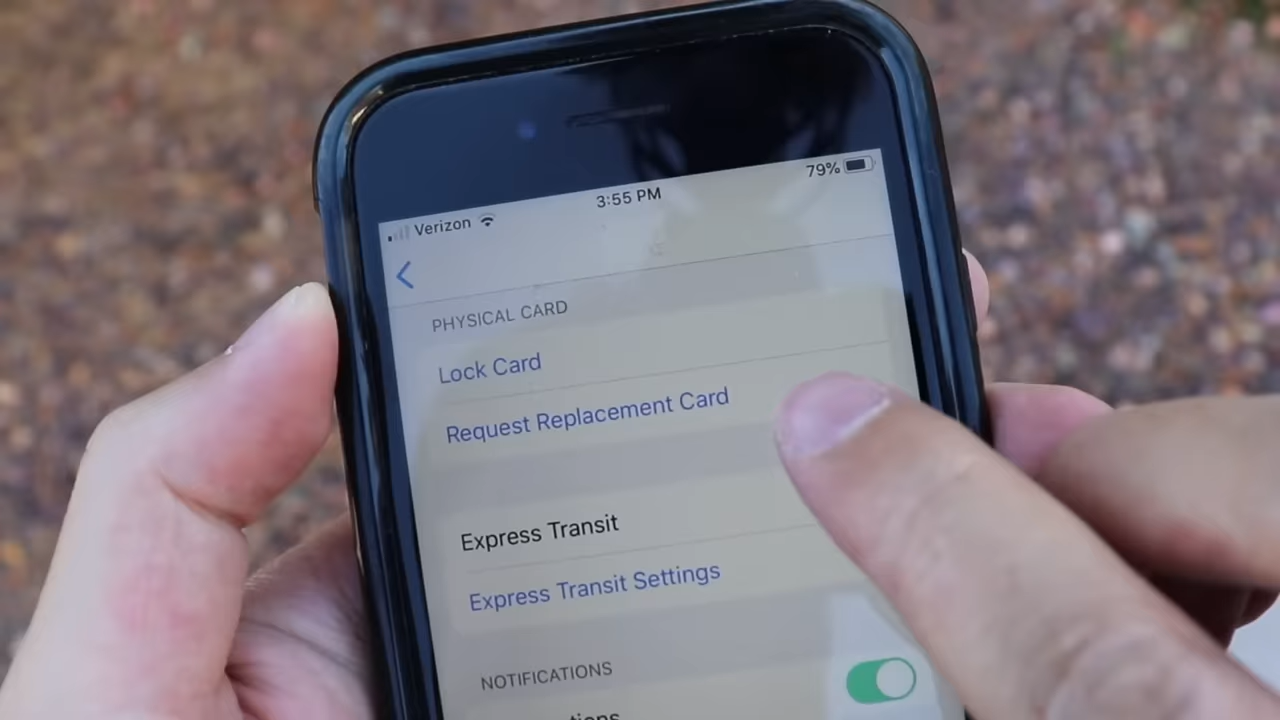 79%
3:55 PM
Verizon
PHYSICAL CARD
Lock Card
Request Replacement Card
Express Transit
Express Transit Settings
NOTIFICATIONS